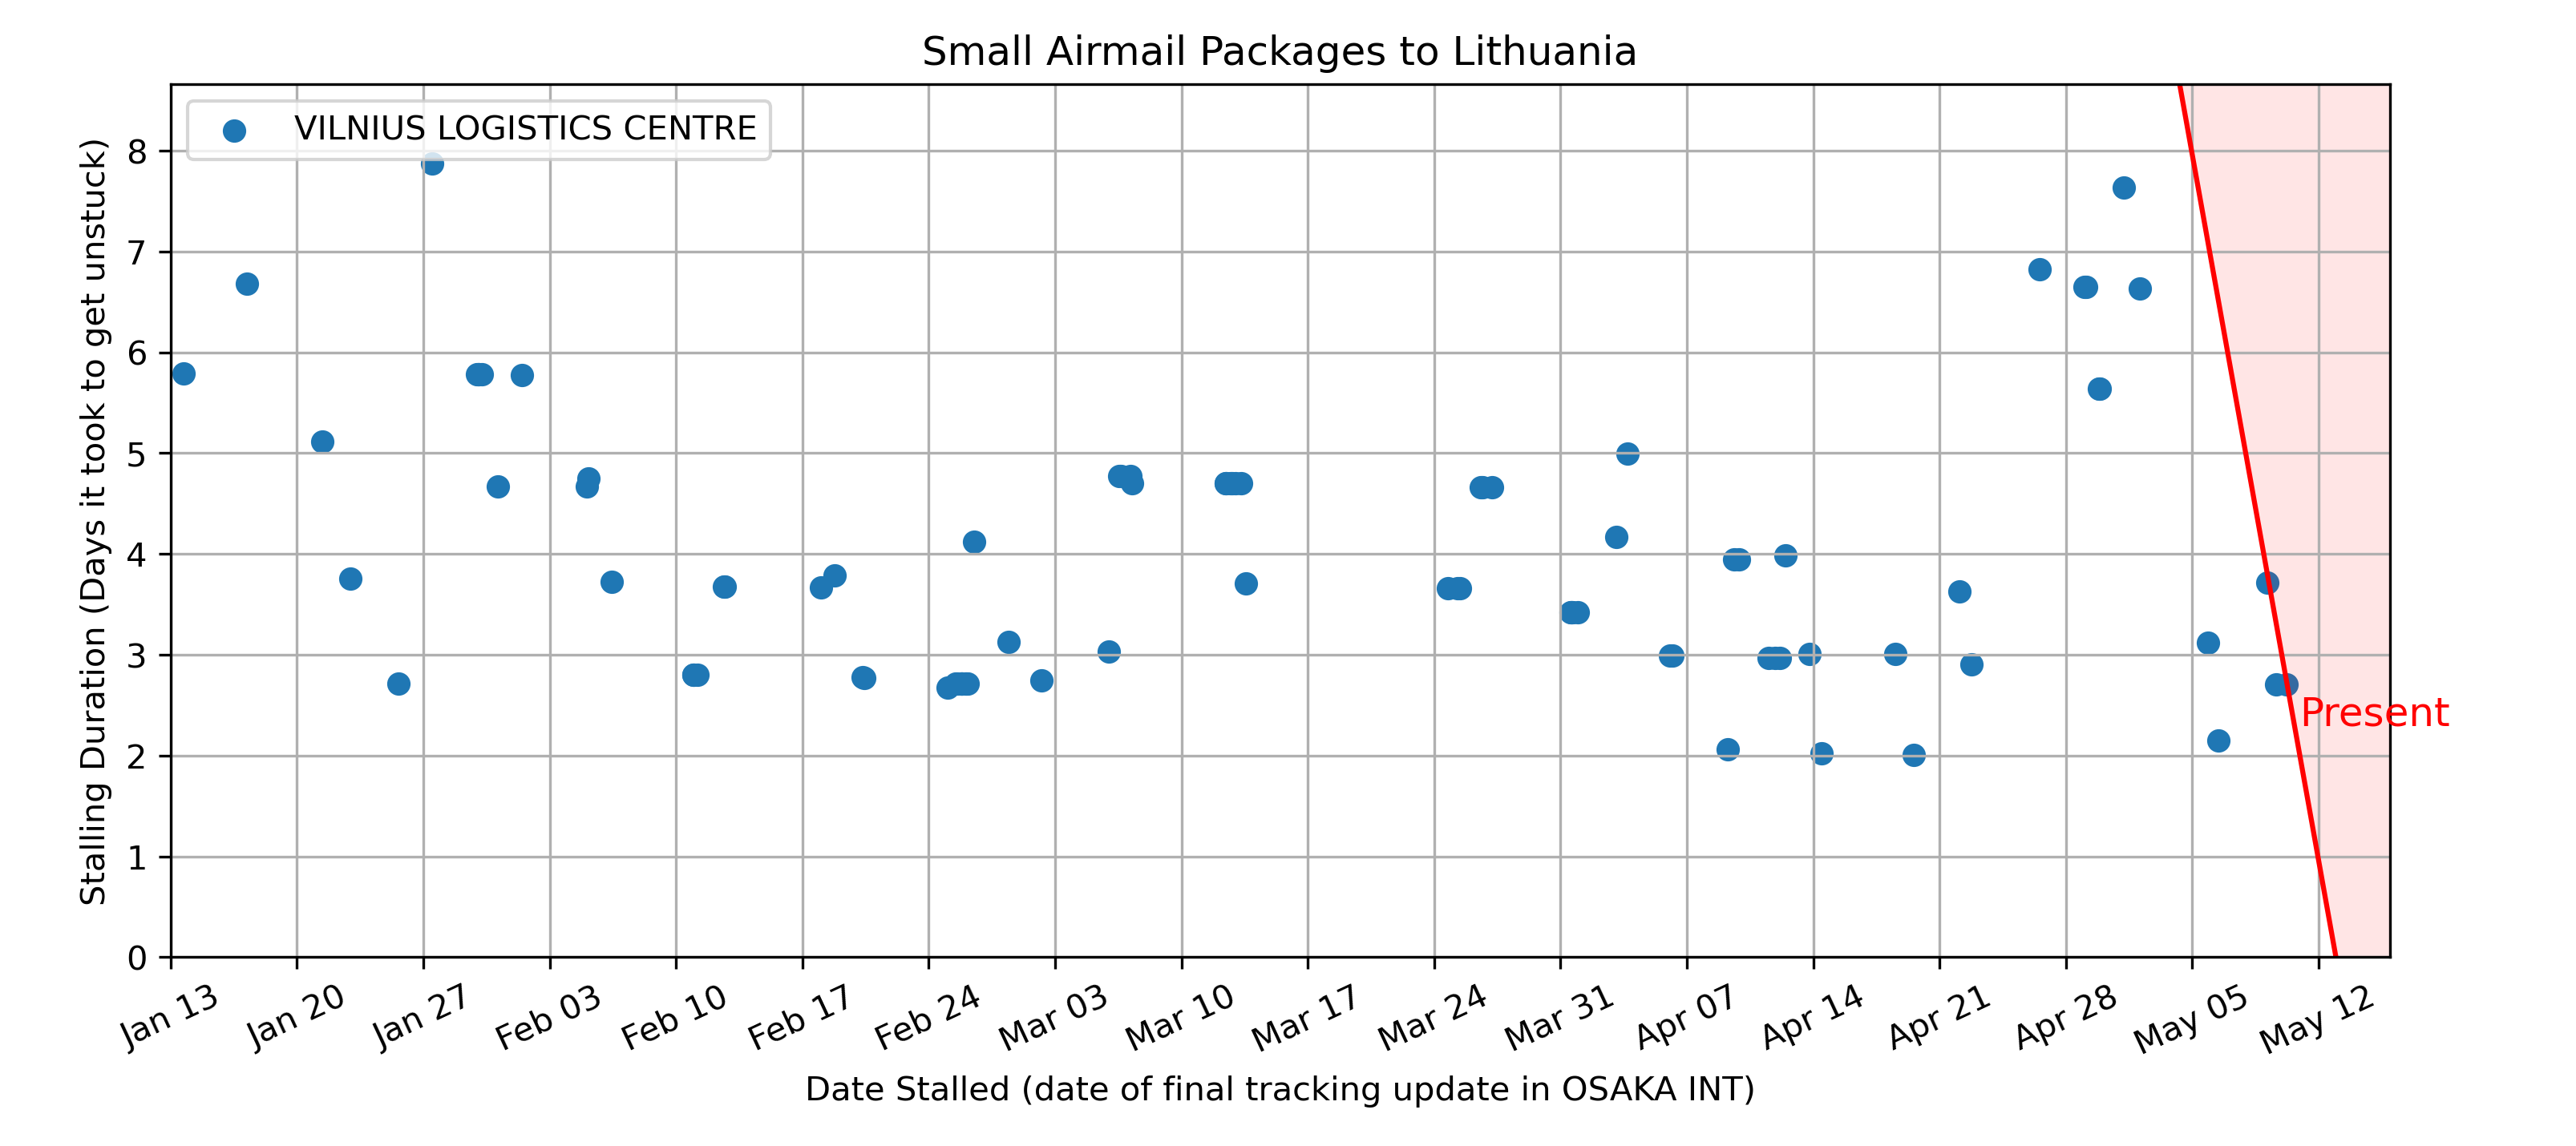 Small Airmail Packages to Lithuania
VILNIUS LOGISTICS CENTRE
Stalling Duration (Days it took to get unstuck)
8
7
6
5
4
3
2
1
0
Present
Jan 13
Jan 20
Jan 27
Feb 03
Feb 10
Feb 17
Feb 24
Mar 03
Mar 10
Mar 17
Mar 24
Mar 31
Apr 07
Apr 14
Apr 21
Apr 28
May 05
May 12
Date Stalled (date of final tracking update in OSAKA INT)